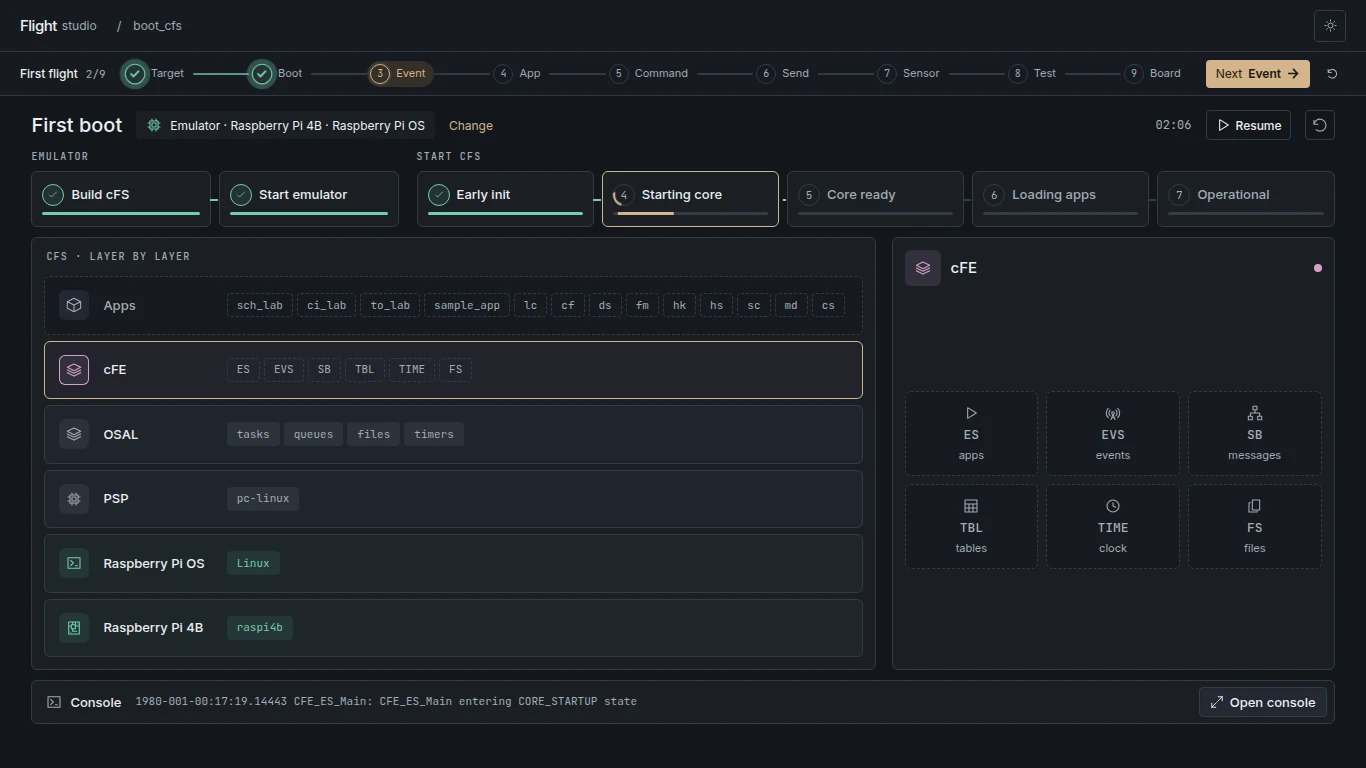 Flight studio / boot_cfs
First flight 2/9 Target Boot 3 Event 4 App 5 Command 6 Send 7 Sensor 8 Test 9 Board Next Event
First boot Emulator · Raspberry Pi 4B · Raspberry Pi OS Change 02:06 Resume
EMULATOR START CFS
Build cFS Start emulator Early init 4 Starting core 5 Core ready 6 Loading apps 7 Operational
CFS · LAYER BY LAYER
Apps sch_lab ci_lab to_lab sample_app lc cf ds fm hk hs sc md cs
cFE ES EVS SB TBL TIME FS
OSAL tasks queues files timers
PSP pc-linux
Raspberry Pi OS Linux
Raspberry Pi 4B raspi4b
cFE
ES EVS SB
apps events messages
TBL TIME FS
tables clock files
Console 1980-001-00:17:19.14443 CFE_ES_Main: CFE_ES_Main entering CORE_STARTUP state Open console